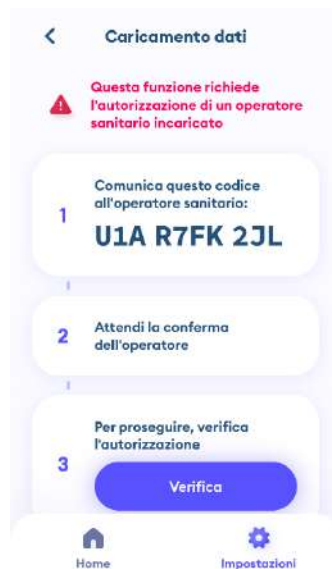 Caricamento dati
Questa funzione richiede
l'autorizzazione di un operatore
sanitario incaricato
1
Comunica questo codice
all'operatore sanitario:
U1A R7FK 2JL
2
Attendi la conferma
dell'operatore
3
Per proseguire, verifica
l'autorizzazione
Verifica
Home
Impostazioni